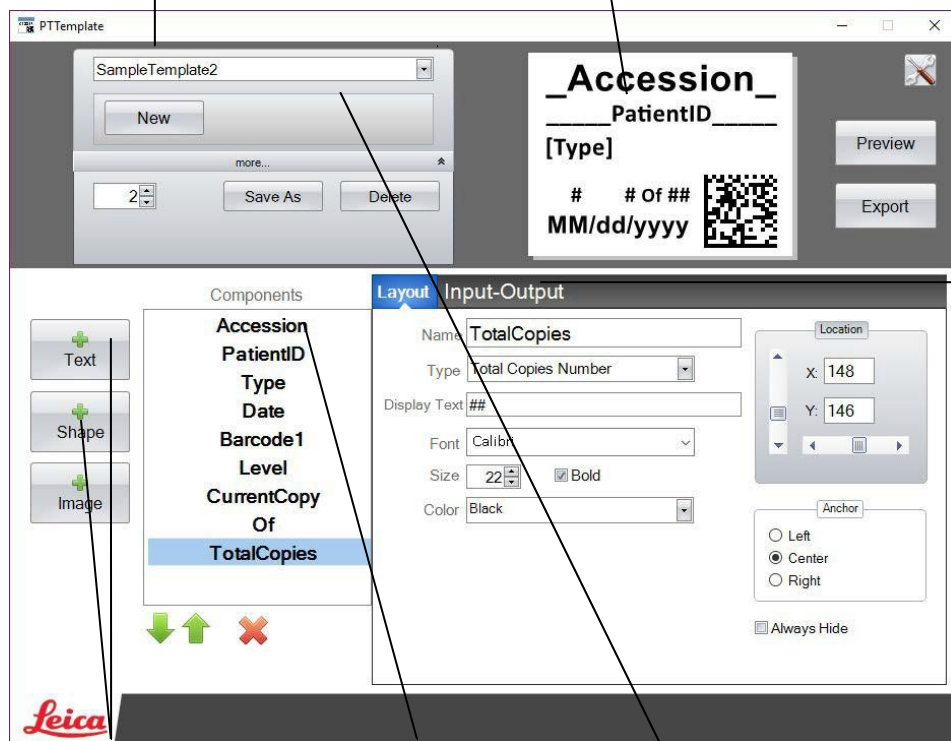 PTTemplate
SampleTemplate2
New
more...
2
Save As
Delete
_Accession_
_____PatientID_____
[Type]
# # Of ##
MM/dd/yyyy
Preview
Export
Components
Accession
PatientID
Type
Date
Barcode1
Level
CurrentCopy
Of
TotalCopies
Text
Shape
Image
Layout
Input-Output
Name TotalCopies
Type Total Copies Number
Display Text ##
Font Calibri
Size 22 Bold
Color Black
Location
X: 148
Y: 146
Anchor
Left
Center
Right
Always Hide
Leica